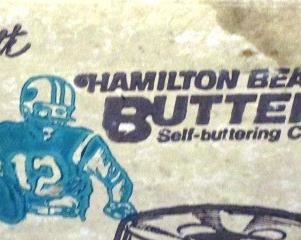 HAMILTON BEA
BUTTE
Self-buttering C
12